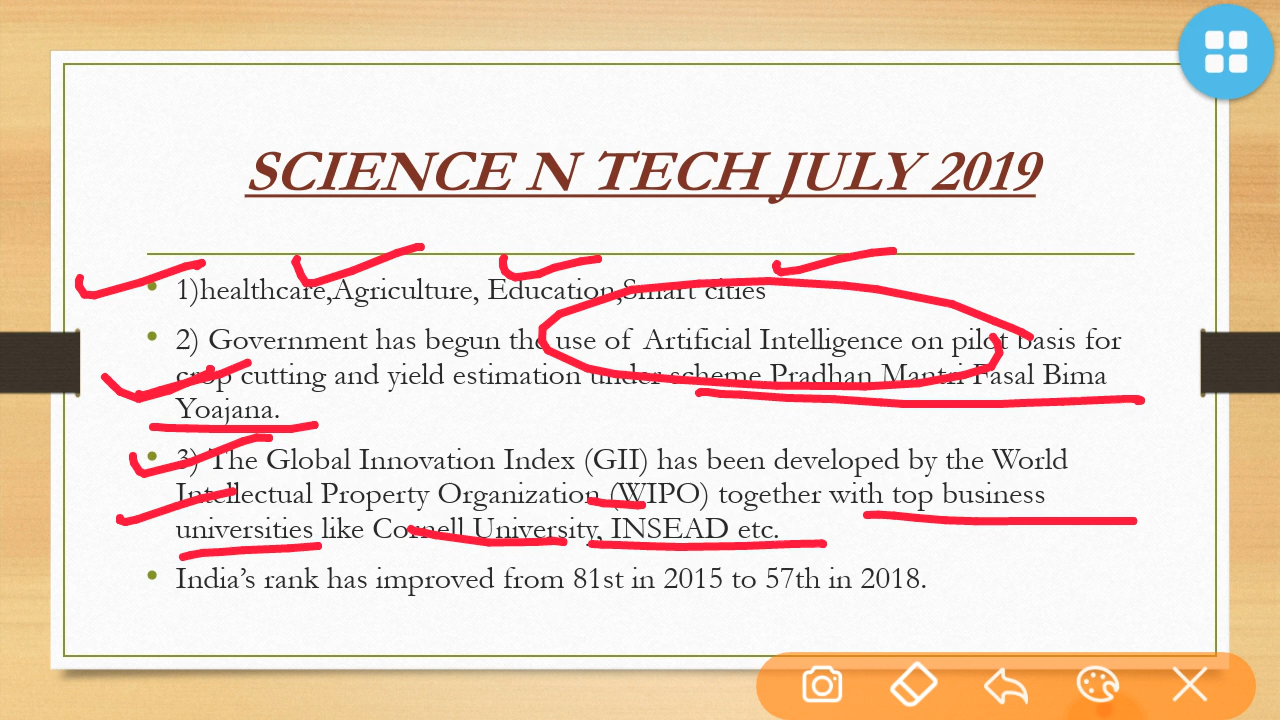 SCIENCE N TECH JULY 2019
1)healthcare,Agriculture, Education,Smart cities
2) Government has begun the use of Artificial Intelligence on pilot basis for
crop cutting and yield estimation under scheme Pradhan Mantri Fasal Bima
Yoajana.
3) The Global Innovation Index (GII) has been developed by the World
Intellectual Property Organization (WIPO) together with top business
universities like Cornell University, INSEAD etc.
India’s rank has improved from 81st in 2015 to 57th in 2018.